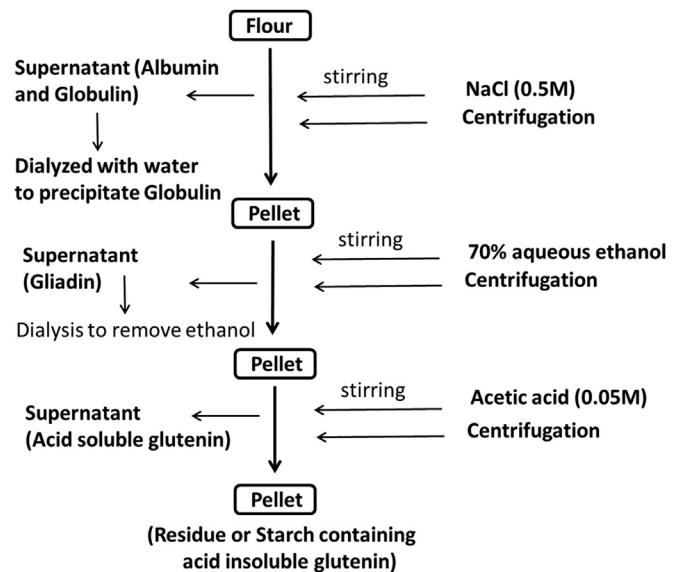 Flour
Supernatant (Albumin
and Globulin)
stirring
NaCl (0.5M)
Centrifugation
Dialyzed with water
to precipitate Globulin
Pellet
stirring
70% aqueous ethanol
Centrifugation
Supernatant
(Gliadin)
Dialysis to remove ethanol
Pellet
stirring
Acetic acid (0.05M)
Centrifugation
Supernatant
(Acid soluble glutenin)
Pellet
(Residue or Starch containing
acid insoluble glutenin)